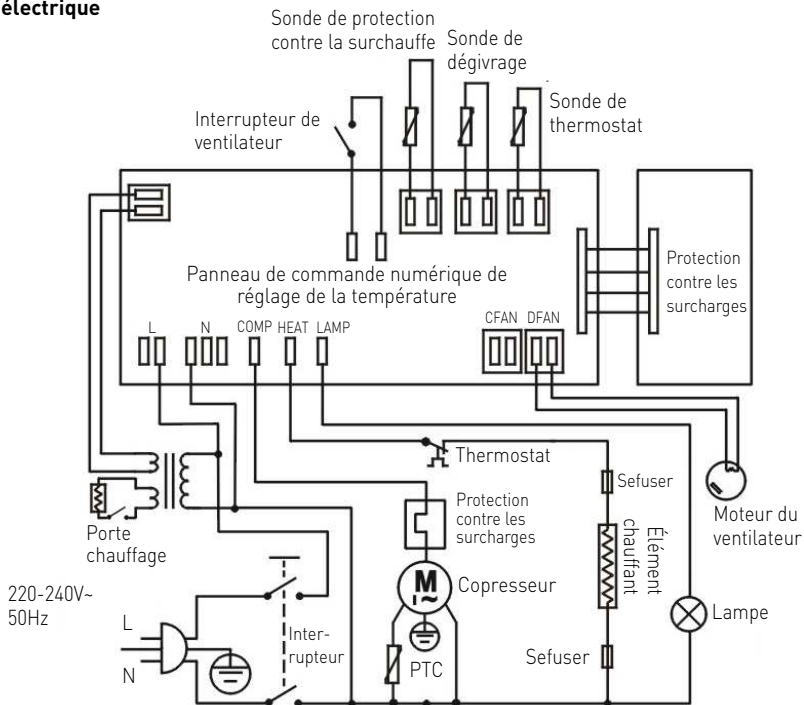 électrique
Sonde de protection
contre la surchauffe
Sonde de
dégivrage
Sonde de
thermostat
Interrupteur de
ventilateur
Panneau de commande numérique de
réglage de la température
Protection
contre les
surcharges
L
N
COMP
HEAT
LAMP
CFAN
DFAN
Thermostat
Sefuser
Porte
chauffage
Protection
contre les
surcharges
Élément
chauffant
Moteur du
ventilateur
220-240V~
50Hz
L
N
Inter-
rupteur
M
I~
Copresseur
PTC
Sefuser
Lampe